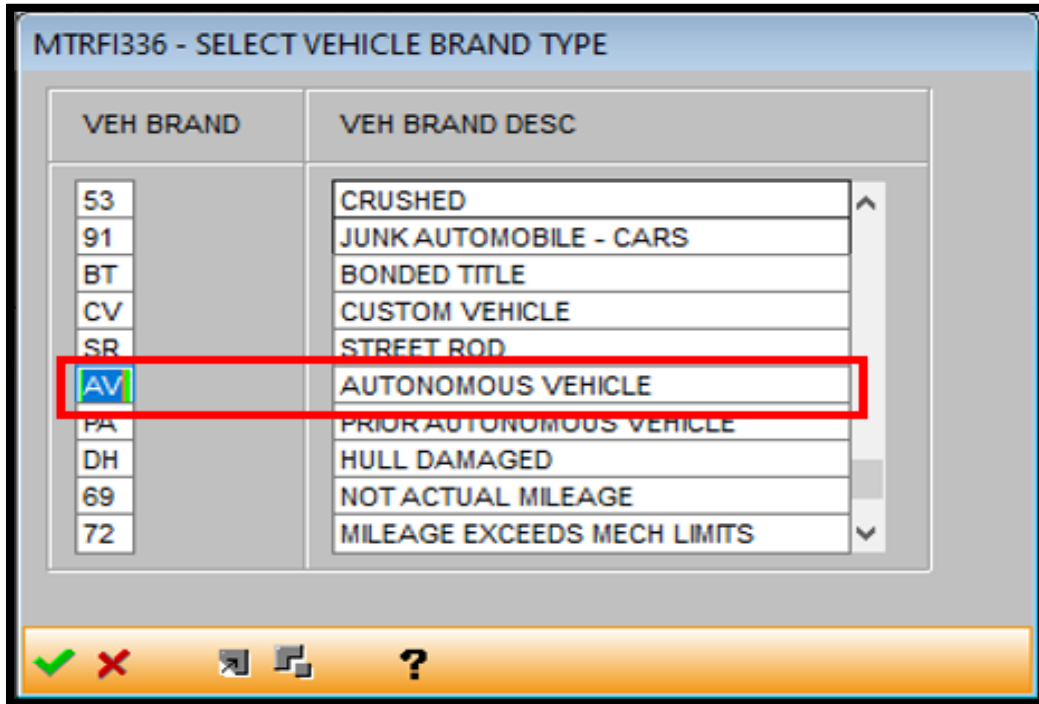 MTRFI336 - SELECT VEHICLE BRAND TYPE
VEH BRAND VEH BRAND DESC
53 CRUSHED
91 JUNK AUTOMOBILE - CARS
BT BONDED TITLE
CV CUSTOM VEHICLE
SR STREET ROD
AV AUTONOMOUS VEHICLE
PA PRIOR AUTONOMOUS VEHICLE
DH HULL DAMAGED
69 NOT ACTUAL MILEAGE
72 MILEAGE EXCEEDS MECH LIMITS
?